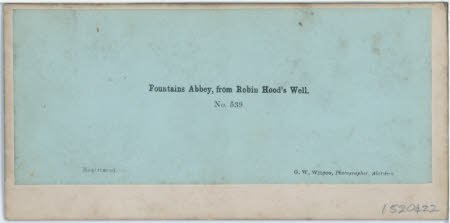 Fountains Abbey, from Robin Hood's Well.
No. 539
Registered.
G. W. Wilson, Photographer, Aberdeen
1520422